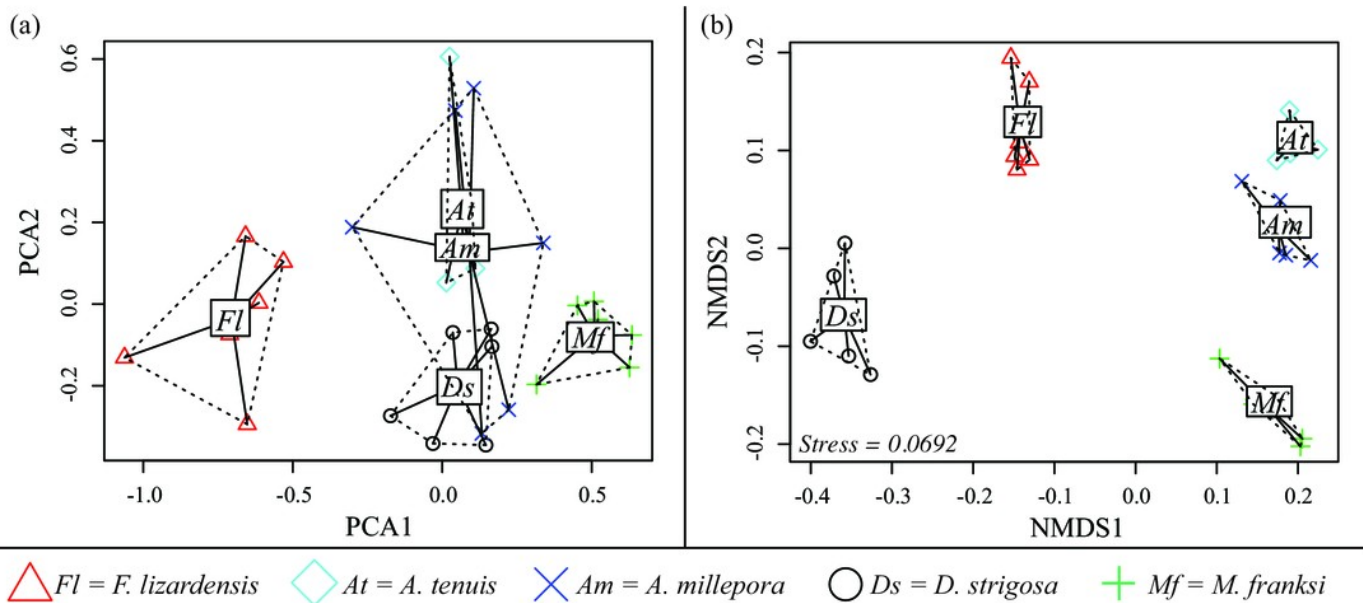 (a)
0.6
0.4
0.2
0.0
-0.2
PCA2
At
Am
Fl
Mf
Ds
-1.0 -0.5 0.0 0.5
PCA1
(b)
0.2
0.1
0.0
-0.1
-0.2
NMDS2
Fl
At
Am
Ds
Mf
Stress = 0.0692
-0.4 -0.3 -0.2 -0.1 0.0 0.1 0.2
NMDS1
Fl = F. lizardensis At = A. tenuis Am = A. millepora Ds = D. strigosa Mf = M. franksi